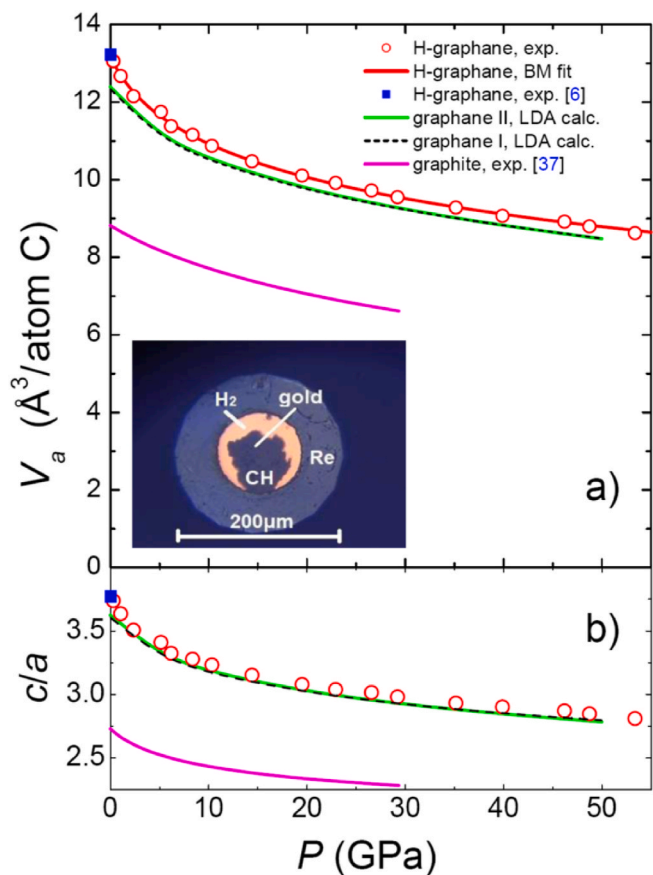 14
12
10
8
6
4
2
0
V_a (Å³/atom C)
H-graphane, exp.
H-graphane, BM fit
H-graphane, exp. [6]
graphane II, LDA calc.
graphane I, LDA calc.
graphite, exp. [37]
H₂
gold
Re
CH
200μm
a)
3.5
3.0
2.5
c/a
b)
0 10 20 30 40 50
P (GPa)